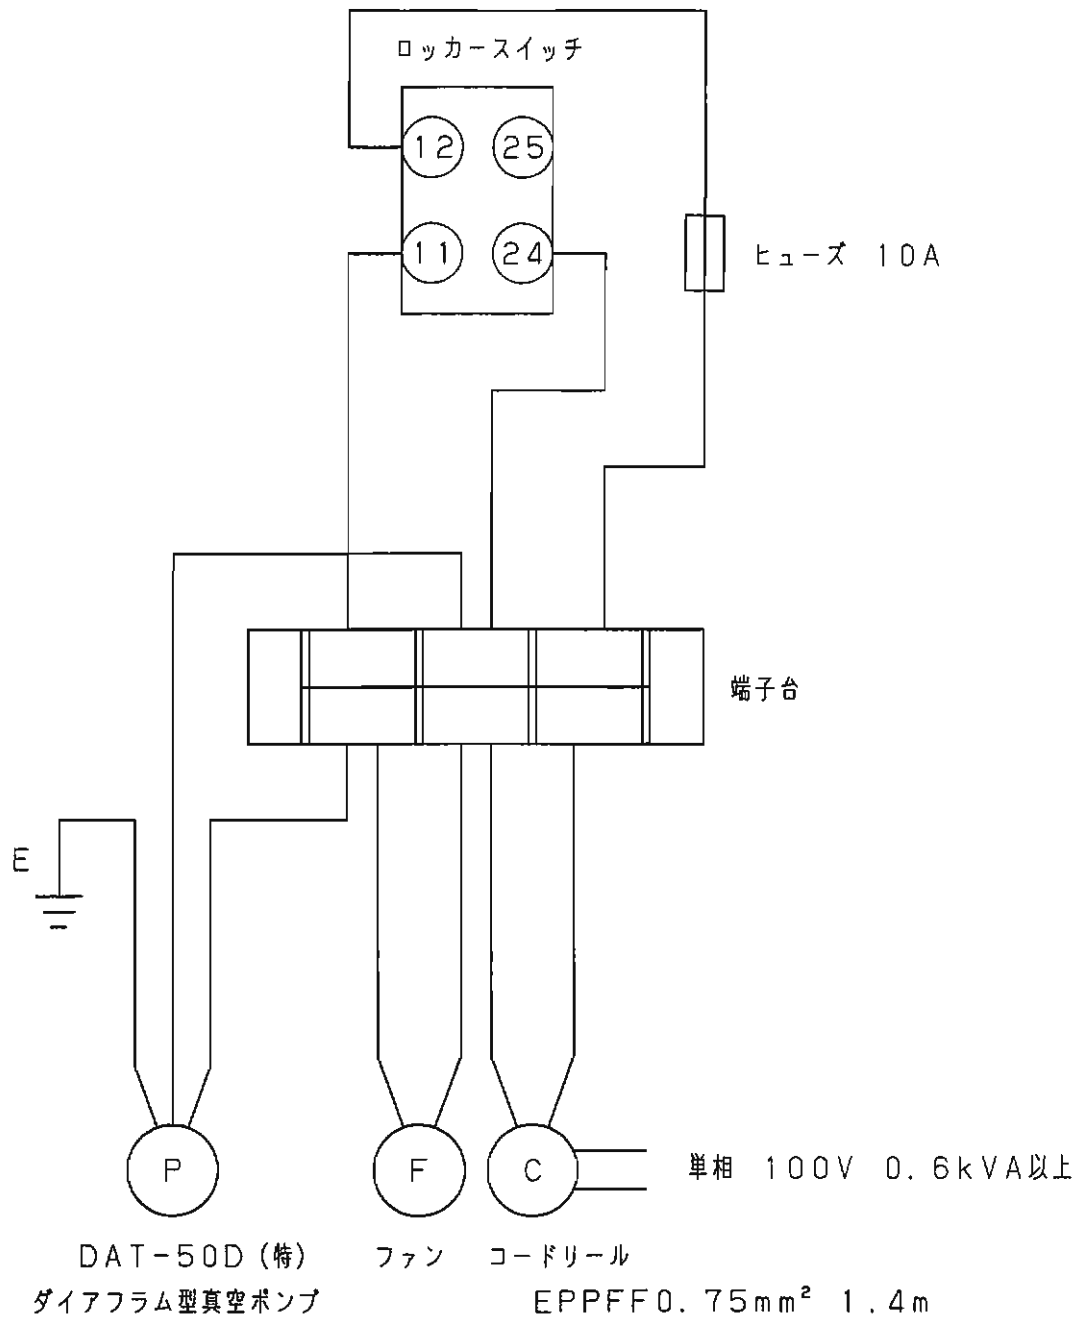 ロッカースイッチ
12 25
11 24
ヒューズ 10A
端子台
E
P F C 単相 100V 0.6kVA以上
DAT-50D(特) ファン コードリール
ダイアフラム型真空ポンプ EPPFF0.75mm² 1.4m